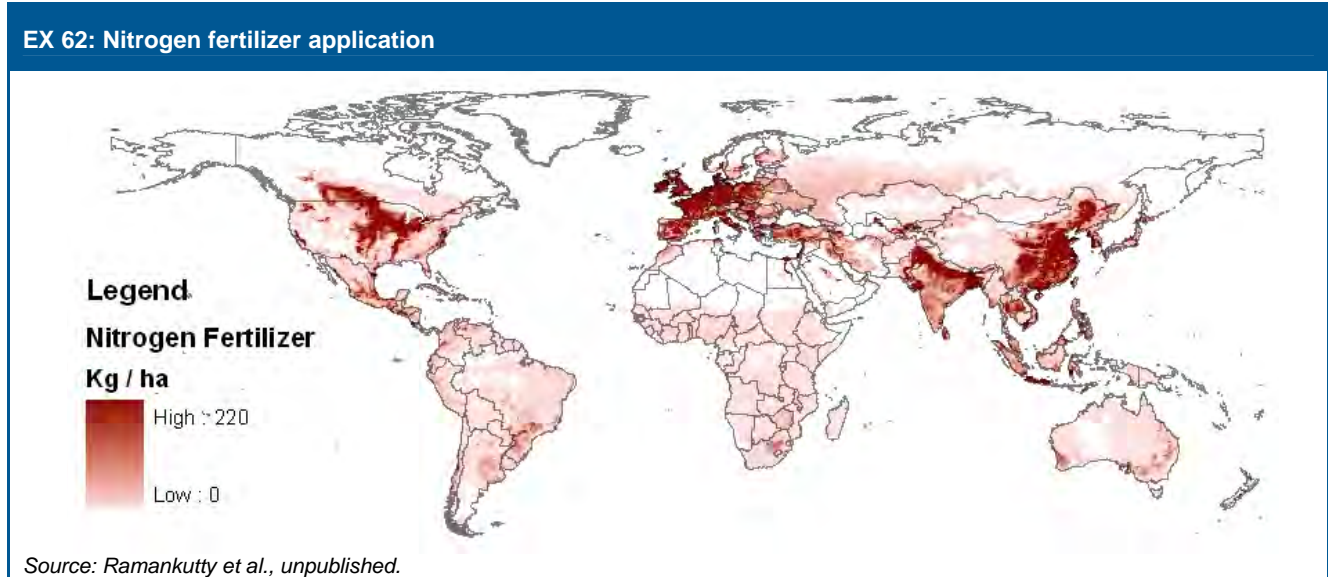 EX 62: Nitrogen fertilizer application
Legend
Nitrogen Fertilizer
Kg / ha
High : 220
Low : 0
Source: Ramankutty et al., unpublished.